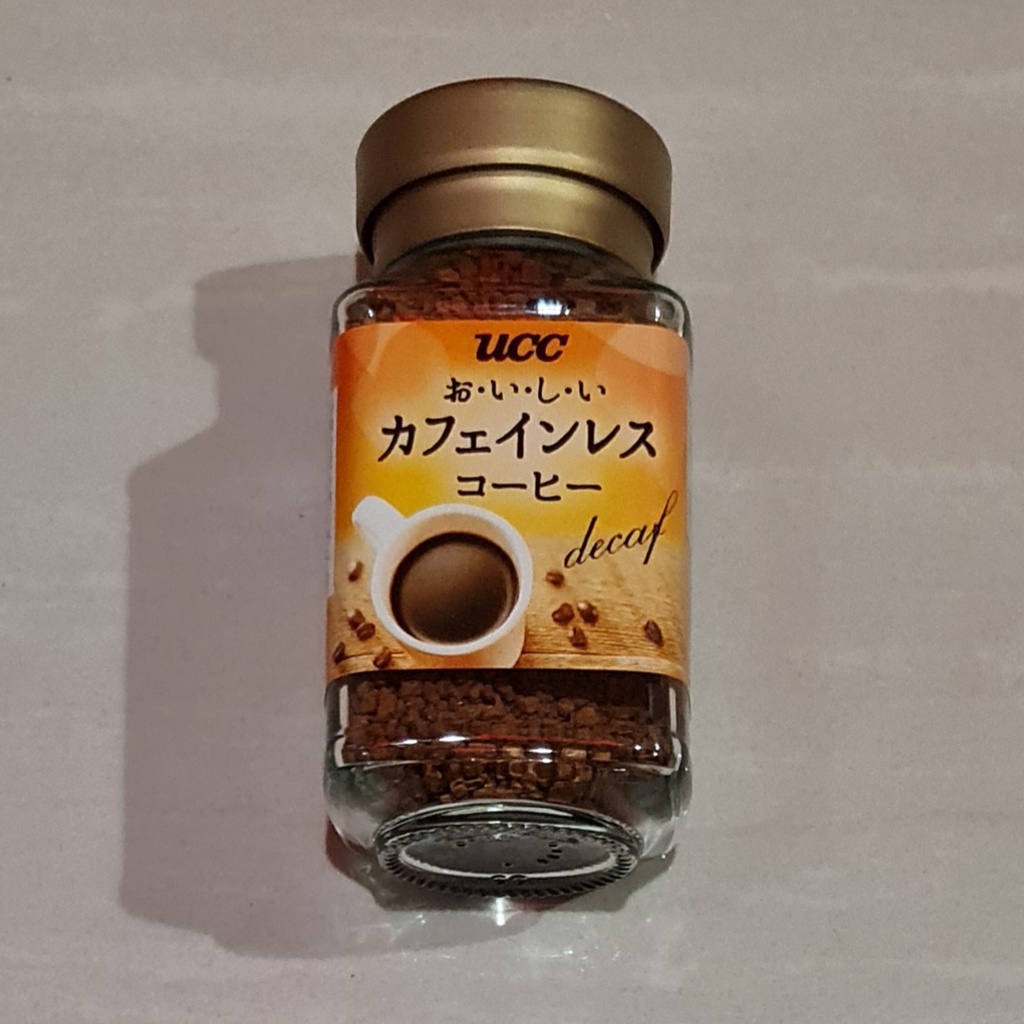 UCC
お・い・し・い
カフェインレス
コーヒー
decaf